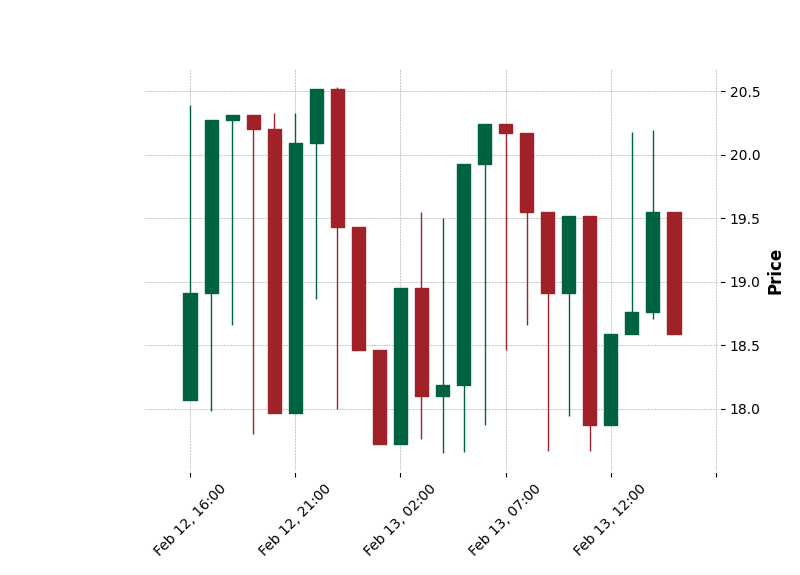 20.5
20.0
19.5
19.0
18.5
18.0
Price
Feb 12, 16:00
Feb 12, 21:00
Feb 13, 02:00
Feb 13, 07:00
Feb 13, 12:00